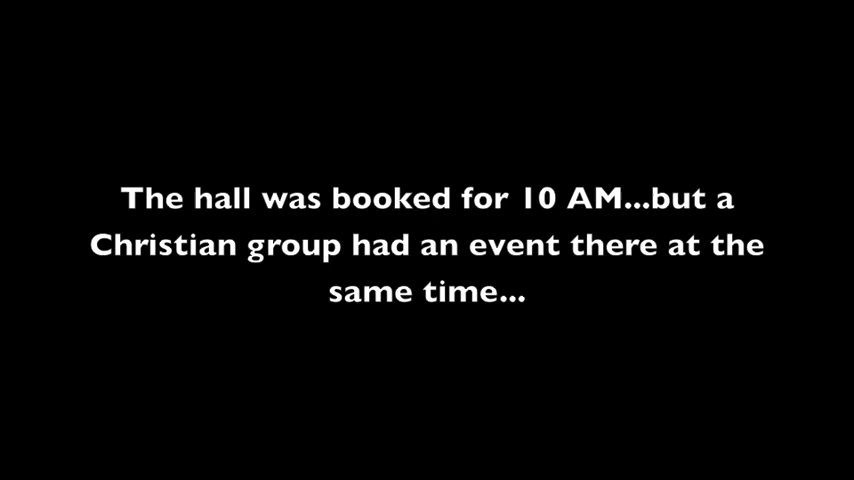 The hall was booked for 10 AM...but a
Christian group had an event there at the
same time...